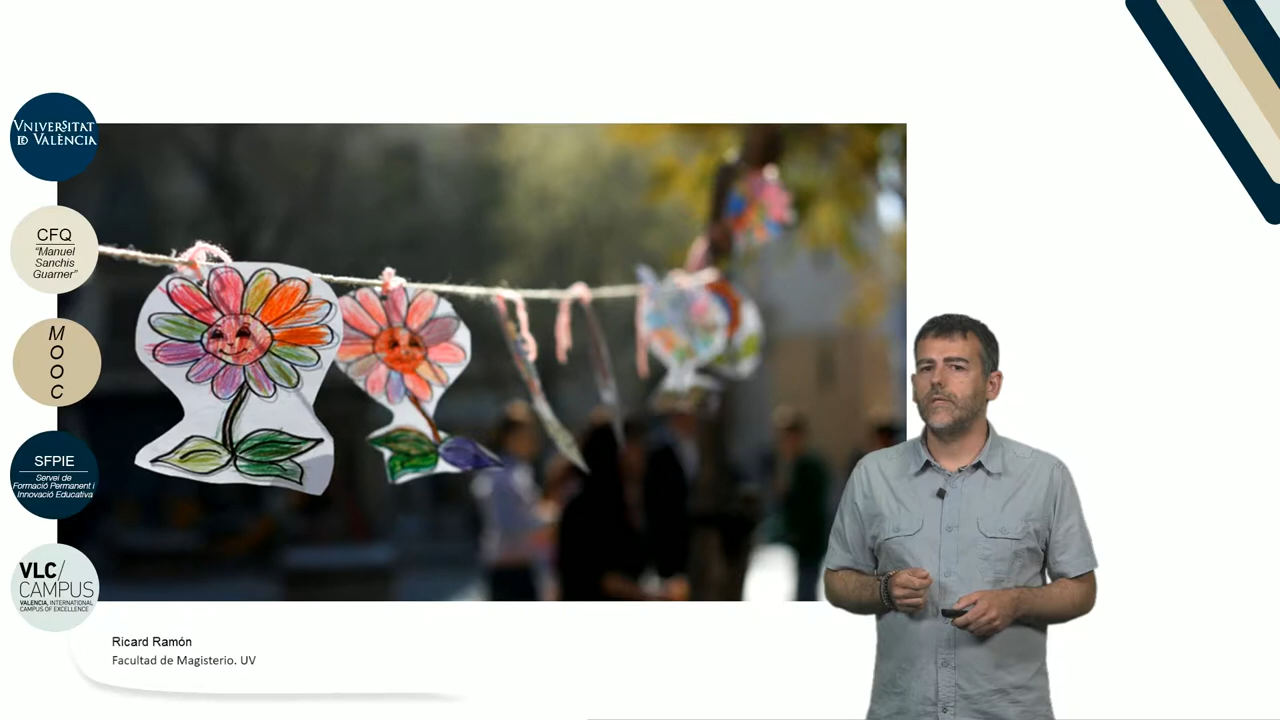 VNIVERSITAT
ID VALÈNCIA
CFQ
"Manuel
Sanchis
Guarner"
M
O
O
C
SFPIE
Servei de
Formació Permanent i
Innovació Educativa
VLC/
CAMPUS
VALENCIA, INTERNATIONAL
CAMPUS OF EXCELLENCE
Ricard Ramón
Facultad de Magisterio. UV